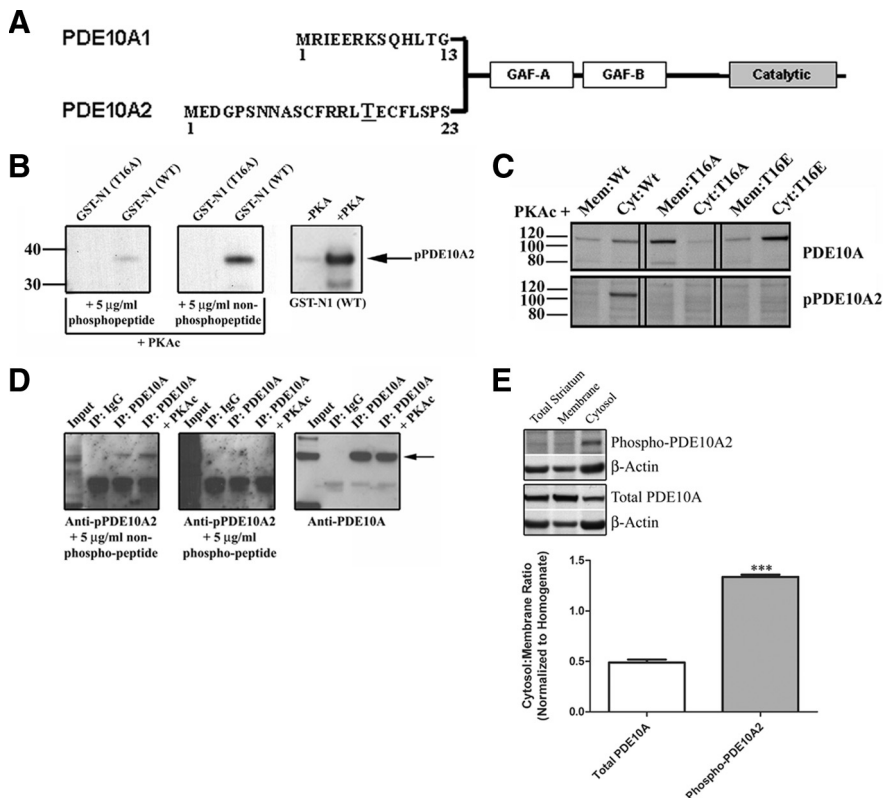 A
PDE10A1
MRIEERKSQHLTG
1 13
GAF-A GAF-B Catalytic
PDE10A2
MEDGPSNNASCFRRLTECFLSPS
1 23
B
GST-N1 (T16A)
GST-N1 (WT)
GST-N1 (T16A)
GST-N1 (WT)
-PKA
+PKA
40
30
pPDE10A2
+ 5 µg/ml
phosphopeptide
+ 5 µg/ml non-
phosphopeptide
GST-N1 (WT)
+ PKAc
C
PKAc +
Mem:Wt
Cyt:Wt
Mem:T16A
Cyt:T16A
Mem:T16E
Cyt:T16E
120
100
80
PDE10A
120
100
80
pPDE10A2
D
Input
IP: IgG
IP: PDE10A
IP: PDE10A
+ PKAc
Input
IP: IgG
IP: PDE10A
IP: PDE10A
+ PKAc
Input
IP: IgG
IP: PDE10A
IP: PDE10A
+ PKAc
Anti-pPDE10A2
+ 5 µg/ml non-
phospho-peptide
Anti-pPDE10A2
+ 5 µg/ml
phospho-peptide
Anti-PDE10A
E
Total Striatum
Membrane
Cytosol
Phospho-PDE10A2
β-Actin
Total PDE10A
β-Actin
Cytosol:Membrane Ratio
(Normalized to Homogenate)
1.5
1.0
0.5
0.0
***
Total PDE10A
Phospho-PDE10A2